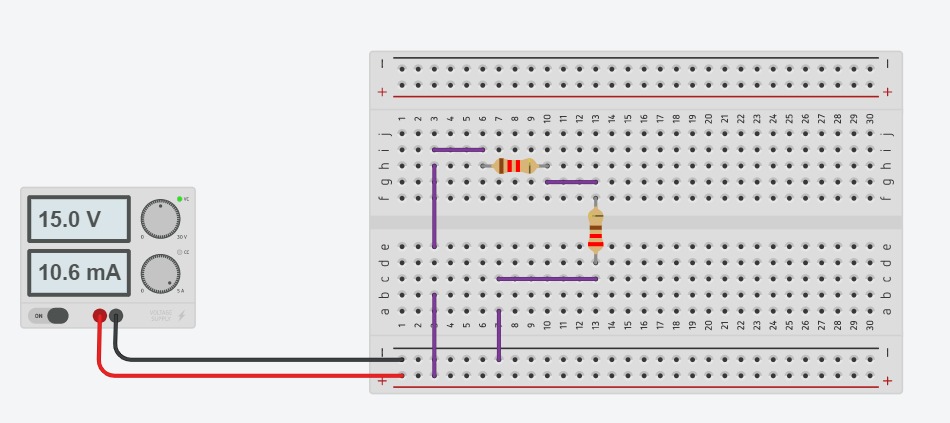 − −
+ +
1 2 3 4 5 6 7 8 9 10 11 12 13 14 15 16 17 18 19 20 21 22 23 24 25 26 27 28 29 30
j j
i i
h h
g g
f f
15.0 V
VC
0 30 V
10.6 mA
CC
0 5 A
ON
VOLTAGE
SUPPLY
e e
d d
c c
b b
a a
1 2 3 4 5 6 7 8 9 10 11 12 13 14 15 16 17 18 19 20 21 22 23 24 25 26 27 28 29 30
− −
+ +